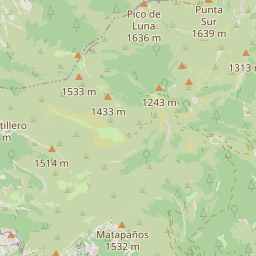 Pico de
Luna
1636 m
Punta
Sur
1639 m
1313 m
1533 m
1433 m
1243 m
tillero
m
1514 m
Matapaños
1532 m